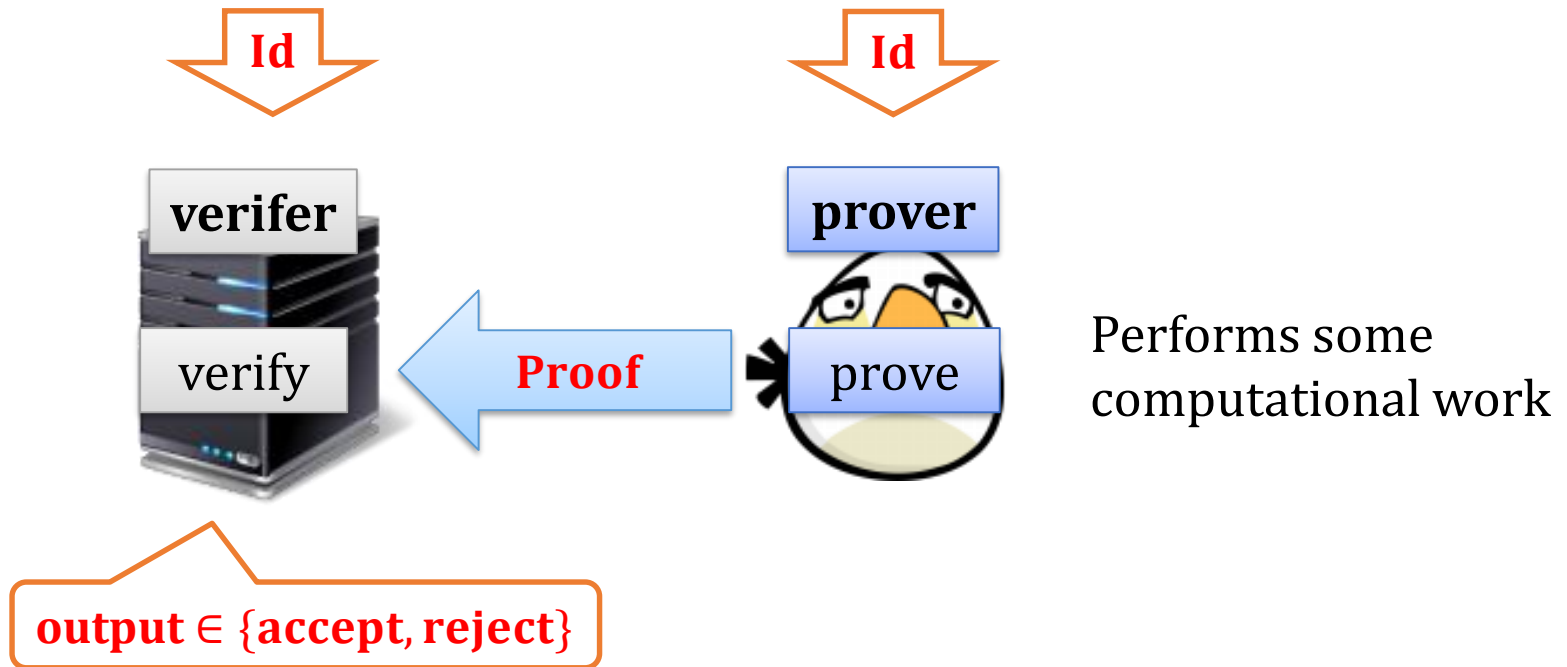 Id
Id
verifer
prover
verify
Proof
prove
Performs some
computational work
output ∈ {accept, reject}